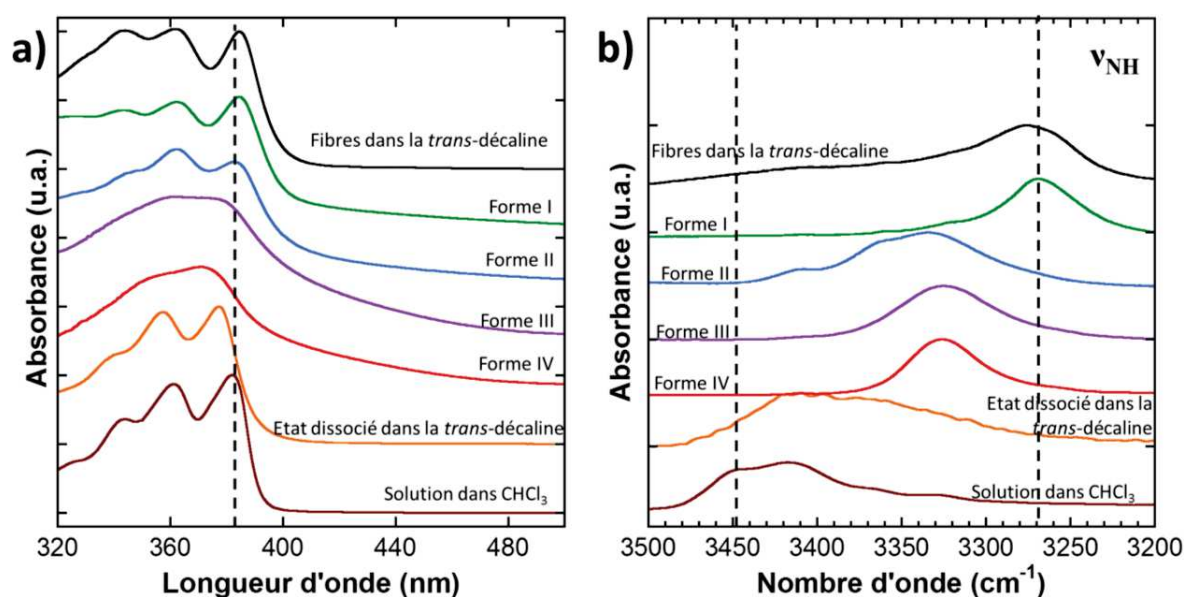 a)
Absorbance (u.a.)
Fibres dans la trans-décaline
Forme I
Forme II
Forme III
Forme IV
Etat dissocié dans la trans-décaline
Solution dans CHCl₃
320 360 400 440 480
Longueur d'onde (nm)
b)
νNH
Absorbance (u.a.)
Fibres dans la trans-décaline
Forme I
Forme II
Forme III
Forme IV
Etat dissocié dans la
trans-décaline
Solution dans CHCl₃
3500 3450 3400 3350 3300 3250 3200
Nombre d'onde (cm⁻¹)